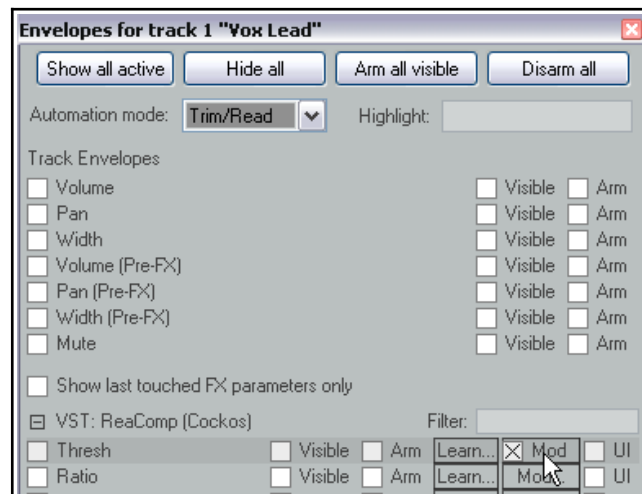 Envelopes for track 1 "Vox Lead"
Show all active Hide all Arm all visible Disarm all
Automation mode: Trim/Read Highlight:
Track Envelopes
Volume Visible Arm
Pan Visible Arm
Width Visible Arm
Volume (Pre-FX) Visible Arm
Pan (Pre-FX) Visible Arm
Width (Pre-FX) Visible Arm
Mute Visible Arm
Show last touched FX parameters only
VST: ReaComp (Cockos) Filter:
Thresh Visible Arm Learn... Mod UI
Ratio Visible Arm Learn... Mod... UI